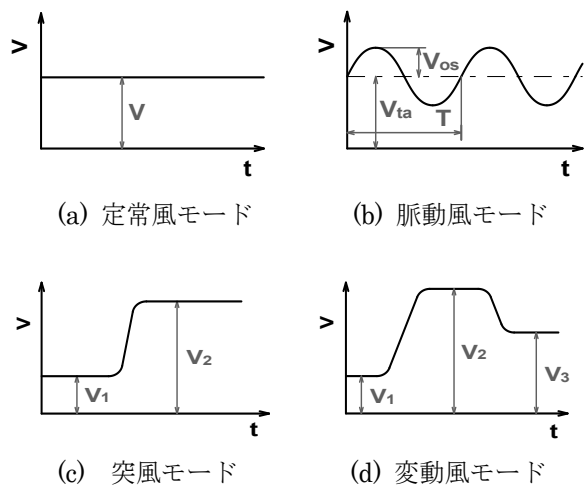 V
V
t
(a) 定常風モード
V
Vos
Vta
T
t
(b) 脈動風モード
V
V1
V2
t
(c) 突風モード
V
V1
V2
V3
t
(d) 変動風モード